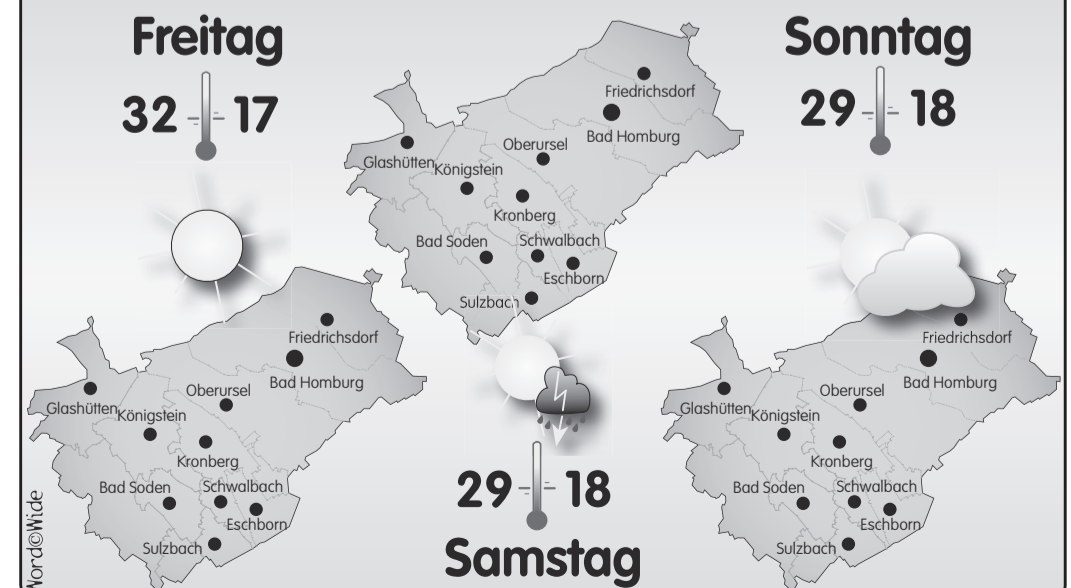 Freitag
32 17
Friedrichsdorf
Bad Homburg
Oberursel
Glashütten
Königstein
Kronberg
Bad Soden
Schwalbach
Eschborn
Sulzbach
Friedrichsdorf
Bad Homburg
Oberursel
Glashütten
Königstein
Kronberg
Bad Soden
Schwalbach
Eschborn
Sulzbach
29 18
Samstag
Sonntag
29 18
Friedrichsdorf
Bad Homburg
Oberursel
Glashütten
Königstein
Kronberg
Bad Soden
Schwalbach
Eschborn
Sulzbach
Word©Wide